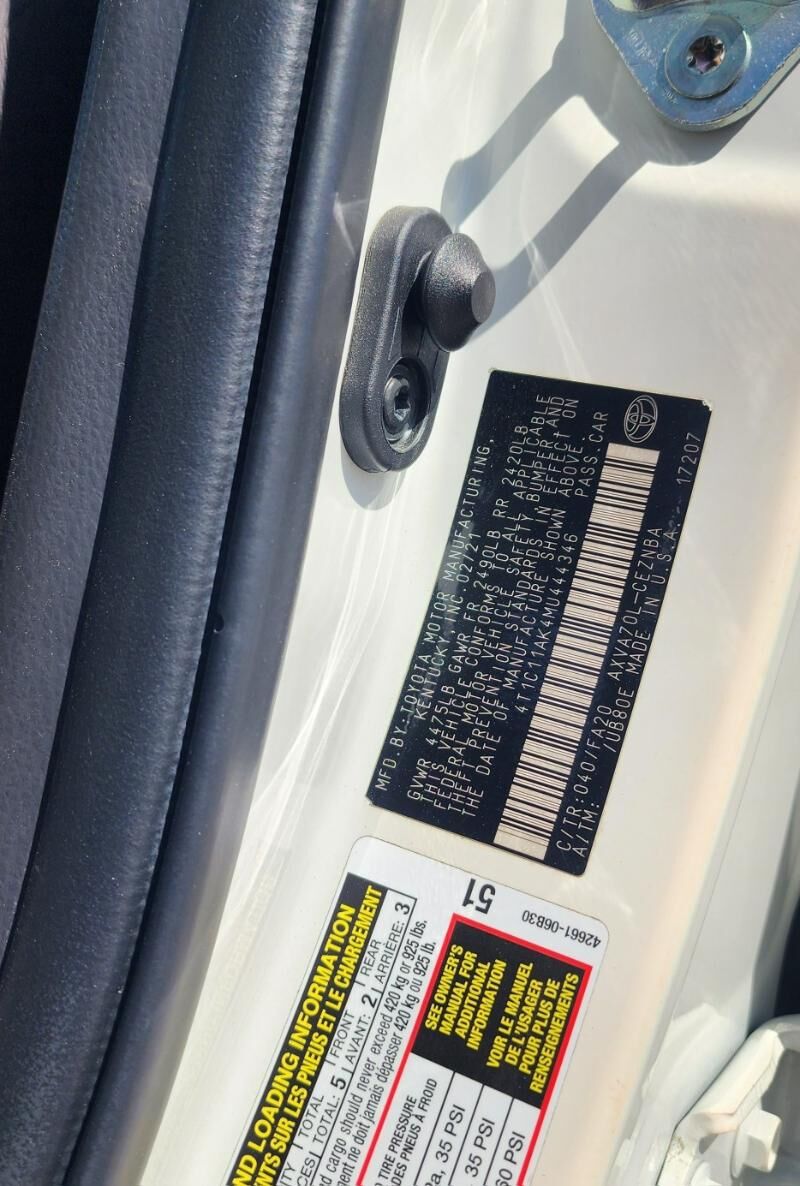 MFD.BY:TOYOTA MOTOR MANUFACTURING,
KENTUCKY, INC 02/21
GVWR 4475LB GAWR FR 2490LB RR 2420LB
THIS VEHICLE CONFORMS TO ALL APPLICABLE
FEDERAL MOTOR VEHICLE SAFETY, BUMPER, AND
THEFT PREVENTION STANDARDS IN EFFECT ON
THE DATE OF MANUFACTURE SHOWN ABOVE.
4T1C11AK4MU444346 PASS.CAR
C/TR:040/FA20 AXVA70L-CEZNBA
A/TM: /UB80E MADE IN U.S.A. 17207
51
42661-06B30
ND LOADING INFORMATION
NTS SUR LES PNEUS ET LE CHARGEMENT
TOTAL FRONT REAR
TOTAL: 5 AVANT: 2 ARRIÈRE: 3
d cargo should never exceed 420 kg or 925 lbs.
ment ne doit jamais dépasser 420 kg ou 925 lb.
TIRE PRESSURE
DES PNEUS À FROID
35 PSI
35 PSI
60 PSI
SEE OWNER'S
MANUAL FOR
ADDITIONAL
INFORMATION
VOIR LE MANUEL
DE L'USAGER
POUR PLUS DE
RENSEIGNEMENTS